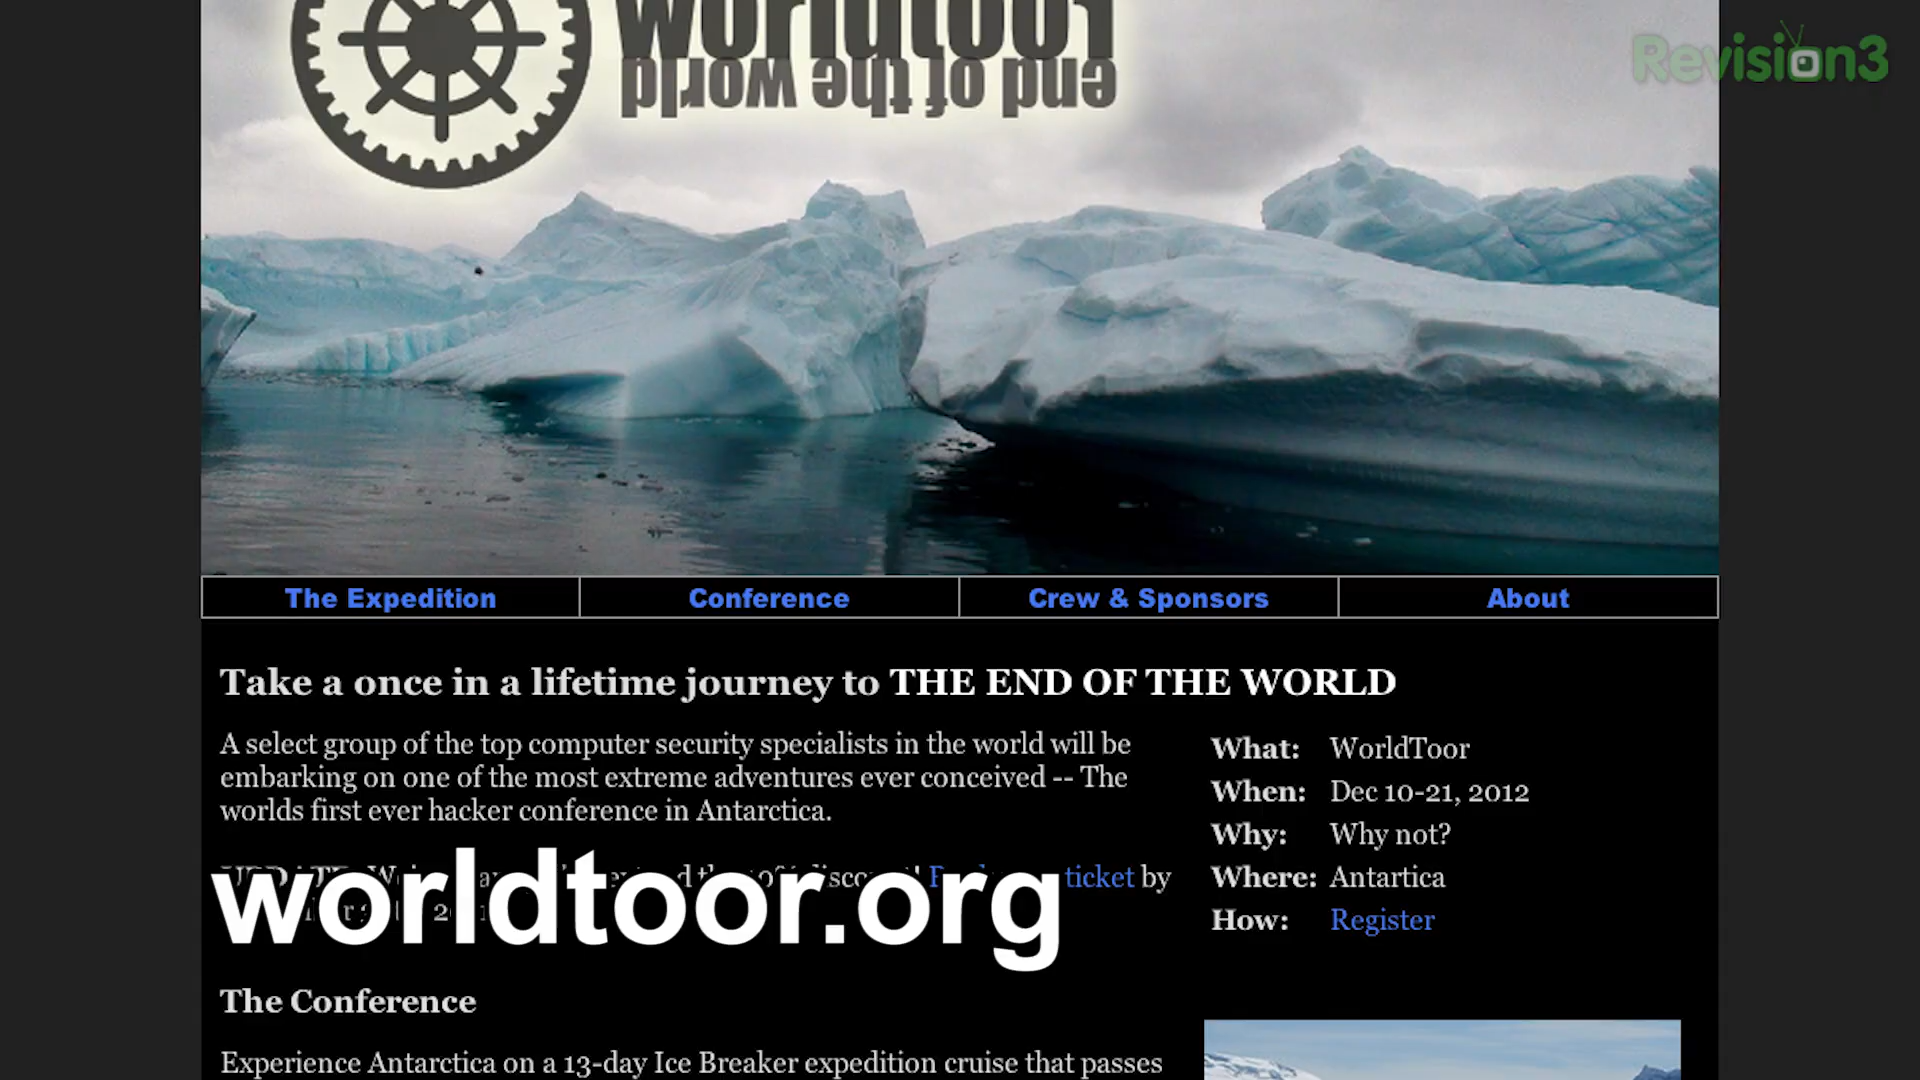 worldtoor
end of the world
Revision3
The Expedition
Conference
Crew & Sponsors
About
Take a once in a lifetime journey to THE END OF THE WORLD
A select group of the top computer security specialists in the world will be
embarking on one of the most extreme adventures ever conceived -- The
worlds first ever hacker conference in Antarctica.
ticket by
worldtoor.org
What: WorldToor
When: Dec 10-21, 2012
Why: Why not?
Where: Antartica
How: Register
The Conference
Experience Antarctica on a 13-day Ice Breaker expedition cruise that passes